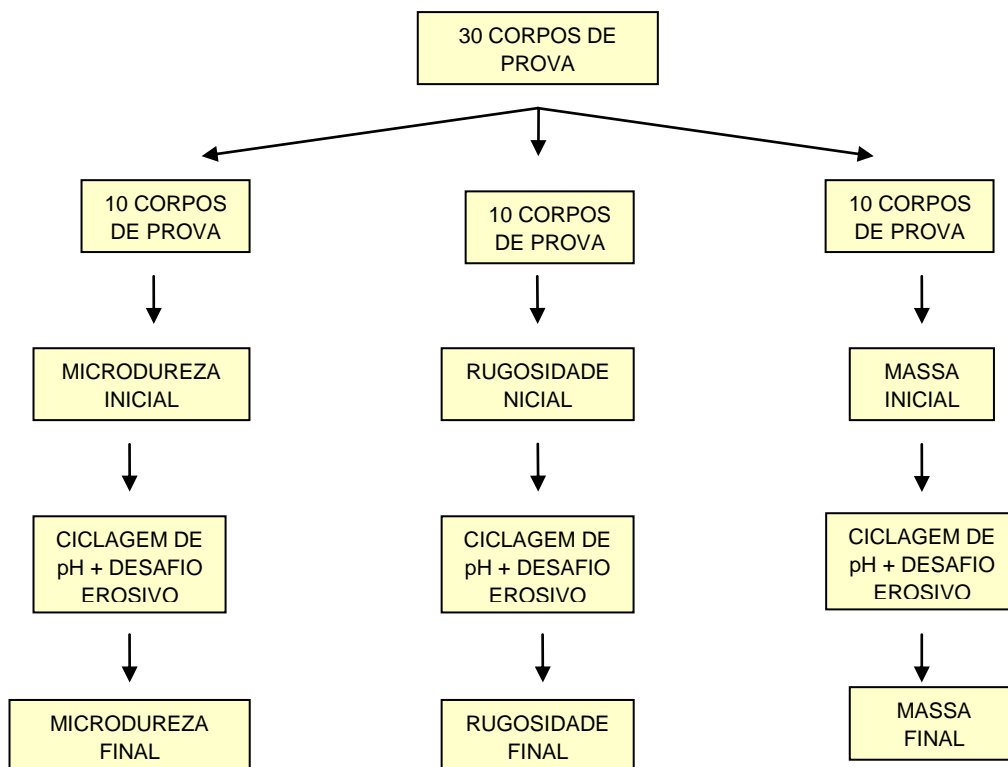 30 CORPOS DE
PROVA
10 CORPOS
DE PROVA
10 CORPOS
DE PROVA
10 CORPOS
DE PROVA
MICRODUREZA
INICIAL
RUGOSIDADE
NICIAL
MASSA
INICIAL
CICLAGEM DE
pH + DESAFIO
EROSIVO
CICLAGEM DE
pH + DESAFIO
EROSIVO
CICLAGEM DE
pH + DESAFIO
EROSIVO
MICRODUREZA
FINAL
RUGOSIDADE
FINAL
MASSA
FINAL